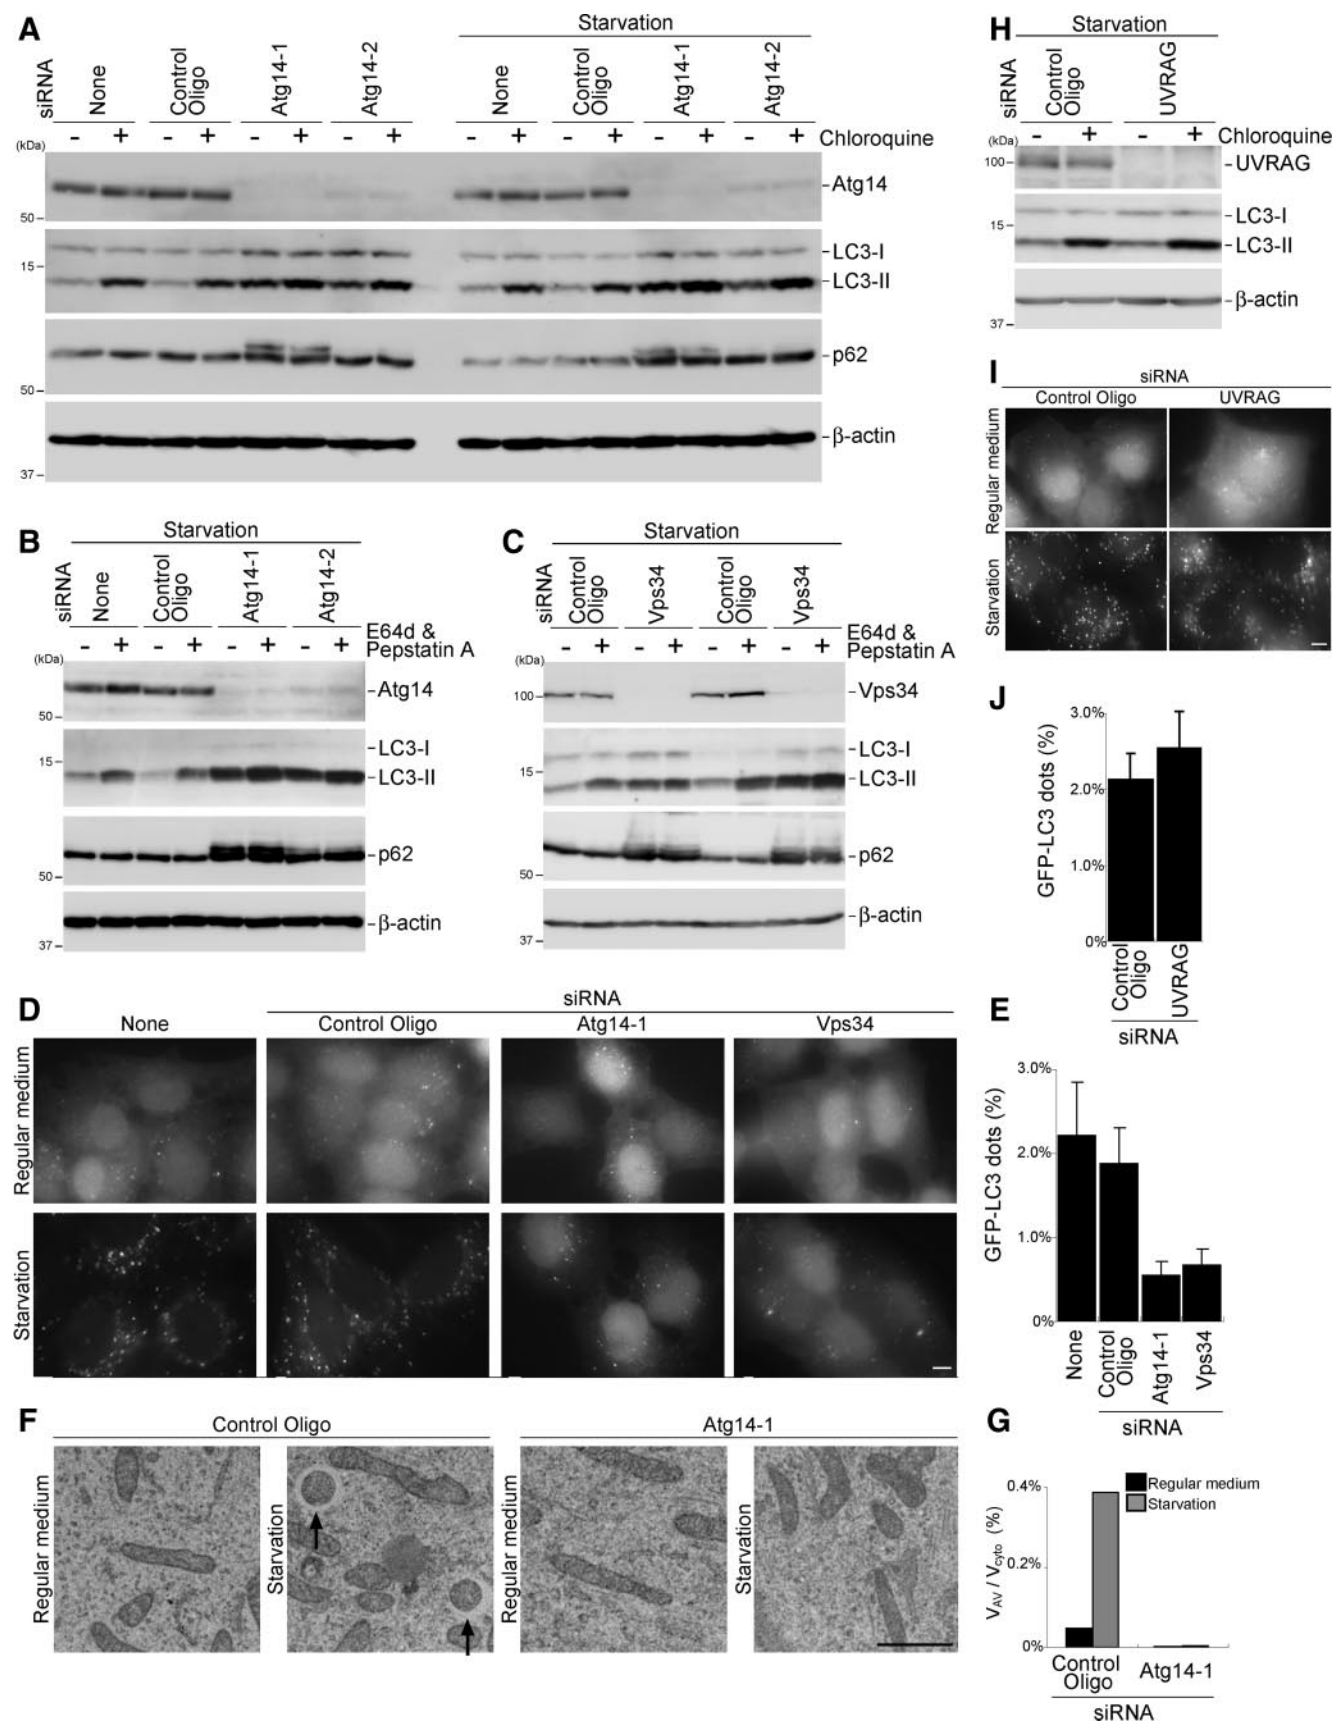 A
Starvation
siRNA
None
Control Oligo
Atg14-1
Atg14-2
None
Control Oligo
Atg14-1
Atg14-2
- + - + - + - + - + - + - + - + Chloroquine
(kDa)
Atg14
50
LC3-I
15
LC3-II
p62
50
β-actin
37
B
Starvation
siRNA
None
Control Oligo
Atg14-1
Atg14-2
- + - + - + - +
E64d &
Pepstatin A
(kDa)
Atg14
50
LC3-I
15
LC3-II
p62
50
β-actin
37
C
Starvation
siRNA
Control Oligo
Vps34
Control Oligo
Vps34
- + - + - + - +
E64d &
Pepstatin A
(kDa)
100
Vps34
LC3-I
15
LC3-II
p62
50
β-actin
37
D
siRNA
None
Control Oligo
Atg14-1
Vps34
Regular medium
Starvation
F
Control Oligo
Atg14-1
Regular medium
Starvation
Regular medium
Starvation
H
Starvation
siRNA
Control Oligo
UVRAG
- + - + Chloroquine
(kDa)
100
UVRAG
LC3-I
15
LC3-II
β-actin
37
I
siRNA
Control Oligo
UVRAG
Regular medium
Starvation
J
GFP-LC3 dots (%)
3.0%
2.0%
1.0%
0%
Control Oligo
UVRAG
siRNA
E
GFP-LC3 dots (%)
3.0%
2.0%
1.0%
0%
None
Control Oligo
Atg14-1
Vps34
siRNA
G
VAV / Vcyto (%)
0.4%
0.2%
0%
Regular medium
Starvation
Control
Oligo
Atg14-1
siRNA